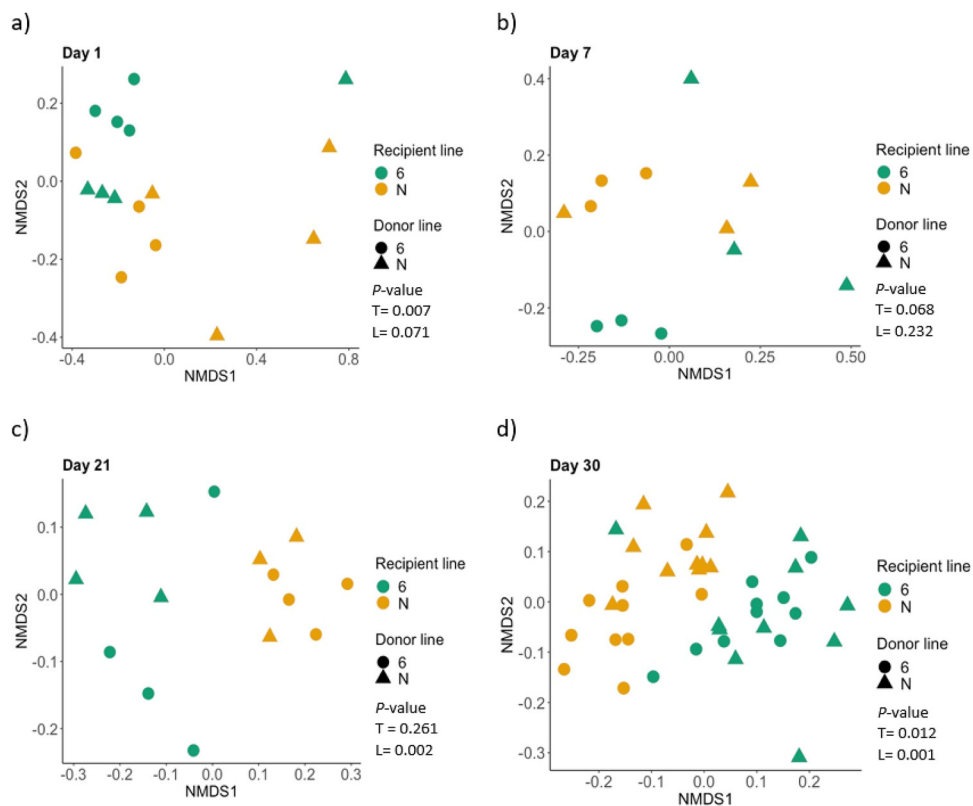 a)
Day 1
0.2
0.0
-0.2
-0.4
NMDS2
-0.4
0.0
0.4
0.8
NMDS1
Recipient line
6
N
Donor line
6
N
P-value
T= 0.007
L= 0.071
b)
Day 7
0.4
0.2
0.0
-0.2
NMDS2
-0.25
0.00
0.25
0.50
NMDS1
Recipient line
6
N
Donor line
6
N
P-value
T= 0.068
L= 0.232
c)
Day 21
0.1
0.0
-0.1
-0.2
NMDS2
-0.3
-0.2
-0.1
0.0
0.1
0.2
0.3
NMDS1
Recipient line
6
N
Donor line
6
N
P-value
T = 0.261
L= 0.002
d)
Day 30
0.2
0.1
0.0
-0.1
-0.2
-0.3
NMDS2
-0.2
-0.1
0.0
0.1
0.2
NMDS1
Recipient line
6
N
Donor line
6
N
P-value
T= 0.012
L= 0.001